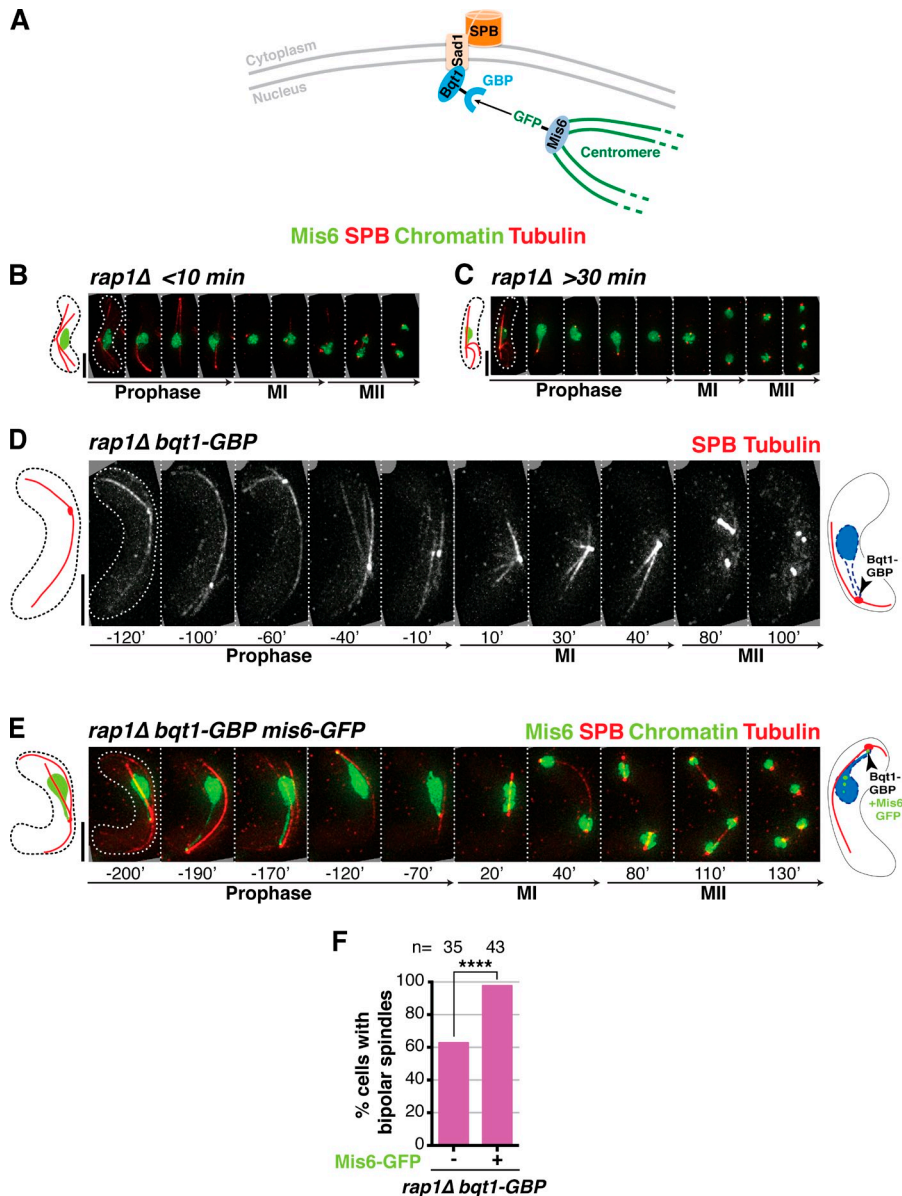 A
Cytoplasm
Nucleus
SPB
Sad1
Bqt1
GBP
GFP
Mis6
Centromere
Mis6 SPB Chromatin Tubulin
B
rap1Δ <10 min
Prophase MI MII
C
rap1Δ >30 min
Prophase MI MII
D
rap1Δ bqt1-GBP
SPB Tubulin
Bqt1-
GBP
-120’ -100’ -60’ -40’ -10’ 10’ 30’ 40’ 80’ 100’
Prophase MI MII
E
rap1Δ bqt1-GBP mis6-GFP
Mis6 SPB Chromatin Tubulin
Bqt1-
GBP
+Mis6
GFP
-200’ -190’ -170’ -120’ -70’ 20’ 40’ 80’ 110’ 130’
Prophase MI MII
F
n= 35 43
****
100
80
60
40
20
0
% cells with
bipolar spindles
Mis6-GFP - +
rap1Δ bqt1-GBP